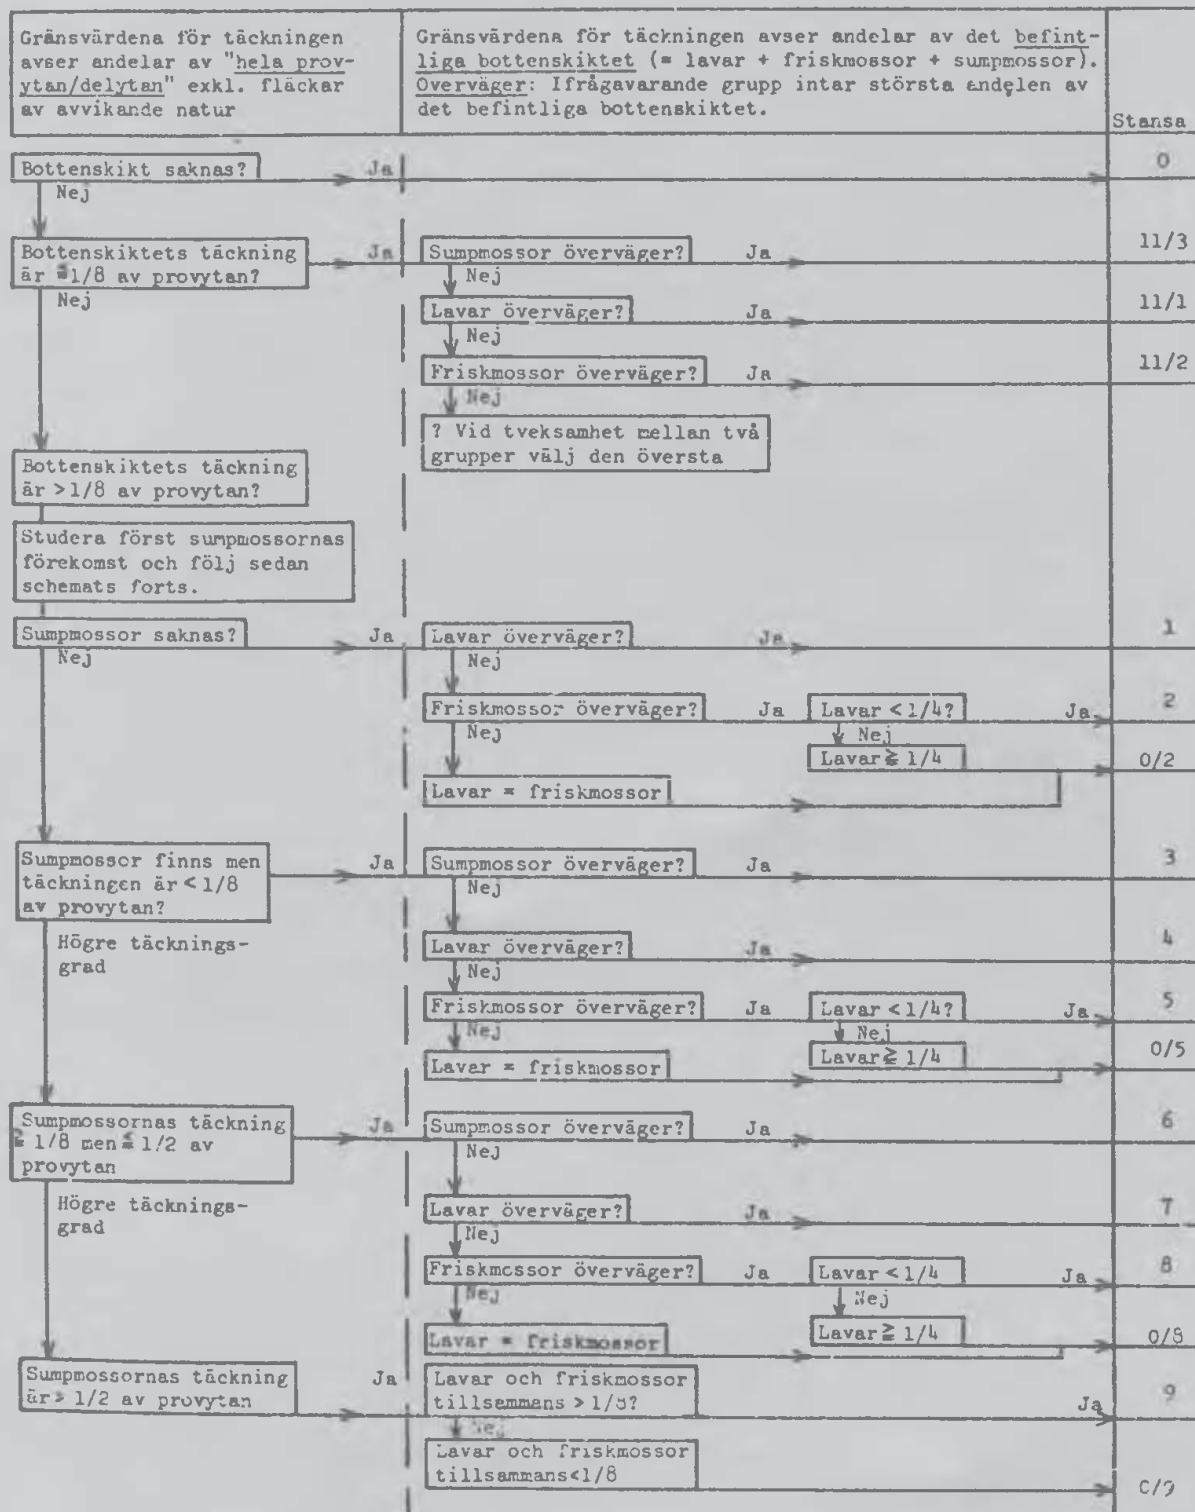 Gränsvärdena för täckningen
avser andelar av "hela prov-
ytan/delytan" exkl. fläckar
av avvikande natur
Gränsvärdena för täckningen avser andelar av det befint-
liga bottenskiktet (= lavar + friskmossor + sumpmossor).
Överväger: Ifrågavarande grupp intar största andelen av
det befintliga bottenskiktet.
Stansa
Bottenskikt saknas?
Ja
0
Nej
Bottenskiktets täckning
är ≦1/8 av provytan?
Ja
Sumpmossor överväger?
Ja
11/3
Nej
Nej
Lavar överväger?
Ja
11/1
Nej
Friskmossor överväger?
Ja
11/2
Nej
? Vid tveksamhet mellan två
grupper välj den översta
Bottenskiktets täckning
är >1/8 av provytan?
Studera först sumpmossornas
förekomst och följ sedan
schemats forts.
Sumpmossor saknas?
Ja
Lavar överväger?
Ja
1
Nej
Nej
Friskmossor överväger?
Ja
Lavar <1/4?
Ja
2
Nej
Nej
Lavar ≧ 1/4
0/2
Lavar = friskmossor
Sumpmossor finns men
täckningen är < 1/8
av provytan?
Ja
Sumpmossor överväger?
Ja
3
Nej
Högre täcknings-
grad
Lavar överväger?
Ja
4
Nej
Friskmossor överväger?
Ja
Lavar <1/4?
Ja
5
Nej
Nej
Lavar ≧ 1/4
0/5
Lavar = friskmossor
Sumpmossornas täckning
≧ 1/8 men ≦ 1/2 av
provytan
Ja
Sumpmossor överväger?
Ja
6
Nej
Högre täcknings-
grad
Lavar överväger?
Ja
7
Nej
Friskmossor överväger?
Ja
Lavar <1/4
Ja
8
Nej
Nej
Lavar ≧ 1/4
0/8
Lavar = friskmossor
Sumpmossornas täckning
är > 1/2 av provytan
Ja
Lavar och friskmossor
tillsammans > 1/8?
Ja
9
Nej
Lavar och friskmossor
tillsammans<1/8
0/9